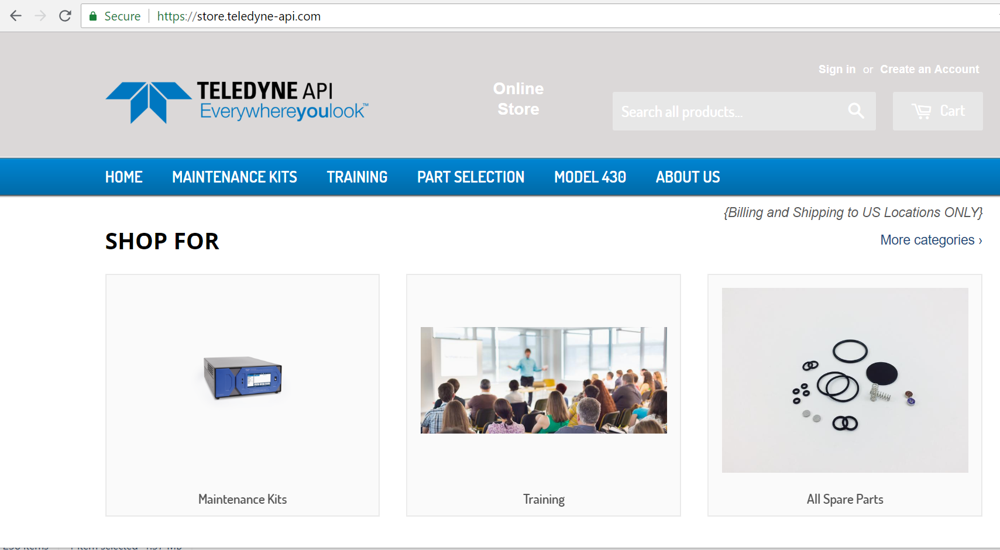 Secure
https://store.teledyne-api.com
Sign in or Create an Account
TELEDYNE API
Everywhereyoulook™
Online
Store
Search all products...
Cart
HOME MAINTENANCE KITS TRAINING PART SELECTION MODEL 430 ABOUT US
{Billing and Shipping to US Locations ONLY}
SHOP FOR
More categories ›
Maintenance Kits
Training
All Spare Parts